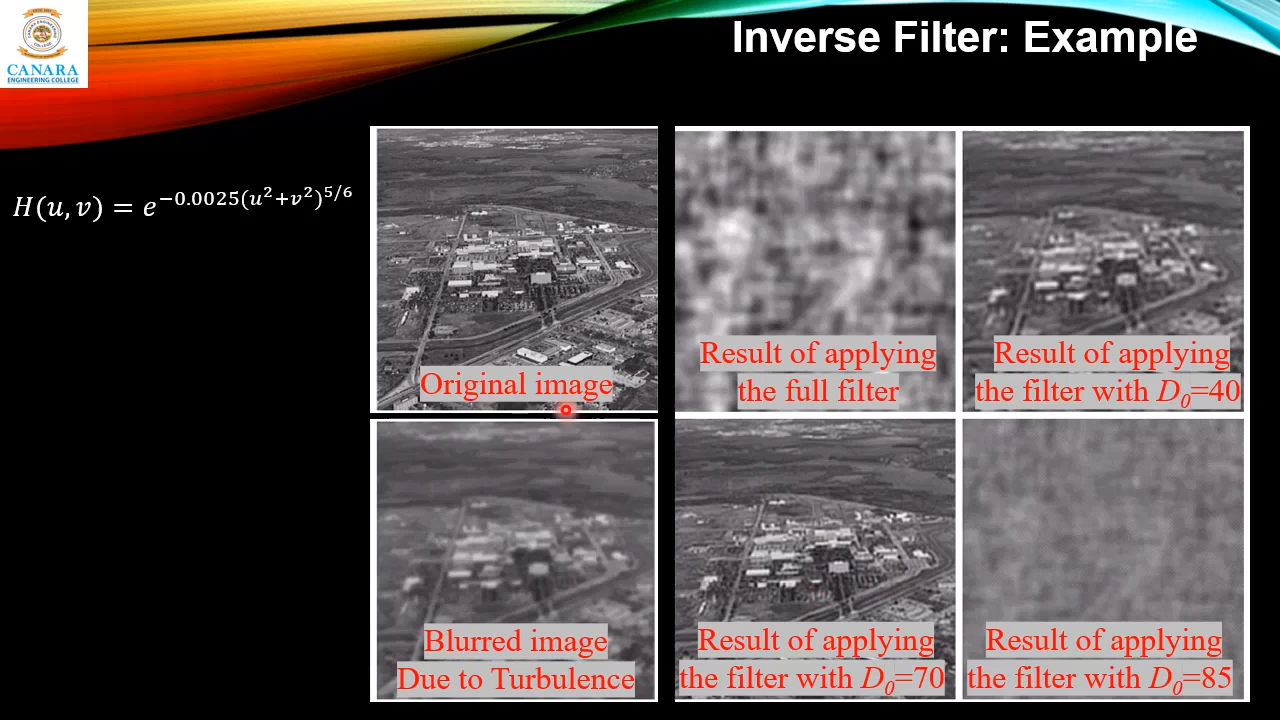 CANARA
ENGINEERING COLLEGE
Inverse Filter: Example
H(u, v) = e^{−0.0025(u²+v²)^{5/6}}
Original image
Result of applying
the full filter
Result of applying
the filter with D₀=40
Blurred image
Due to Turbulence
Result of applying
the filter with D₀=70
Result of applying
the filter with D₀=85